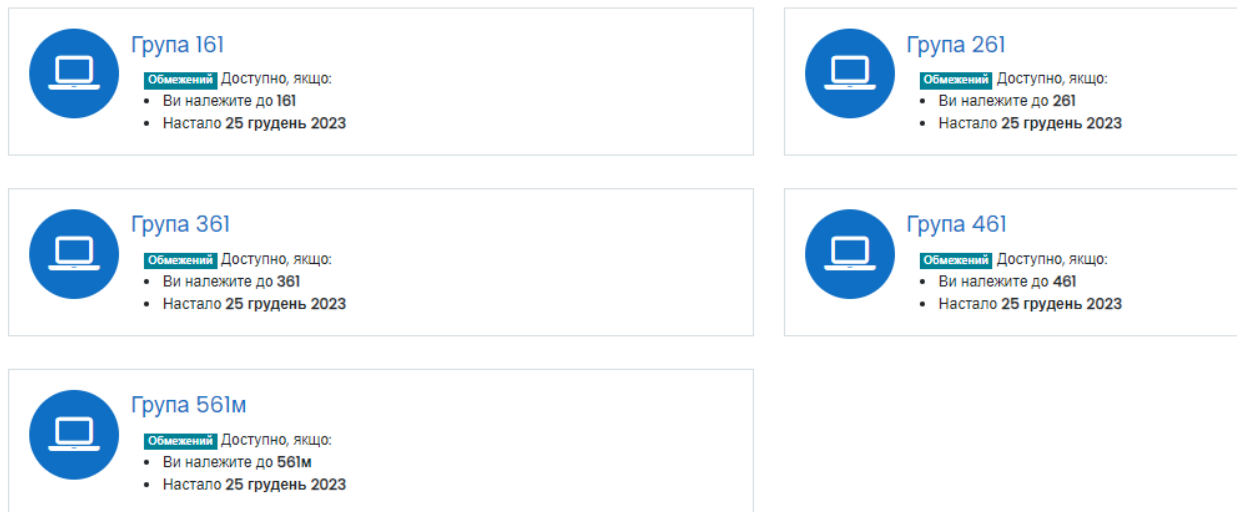 Група 161
Обмежений Доступно, якщо:
Ви належите до 161
Настало 25 грудень 2023
Група 261
Обмежений Доступно, якщо:
Ви належите до 261
Настало 25 грудень 2023
Група 361
Обмежений Доступно, якщо:
Ви належите до 361
Настало 25 грудень 2023
Група 461
Обмежений Доступно, якщо:
Ви належите до 461
Настало 25 грудень 2023
Група 561м
Обмежений Доступно, якщо:
Ви належите до 561м
Настало 25 грудень 2023